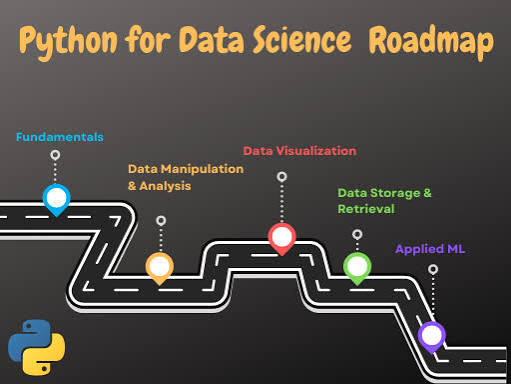 Python for Data Science Roadmap
Fundamentals
Data Manipulation
& Analysis
Data Visualization
Data Storage &
Retrieval
Applied ML